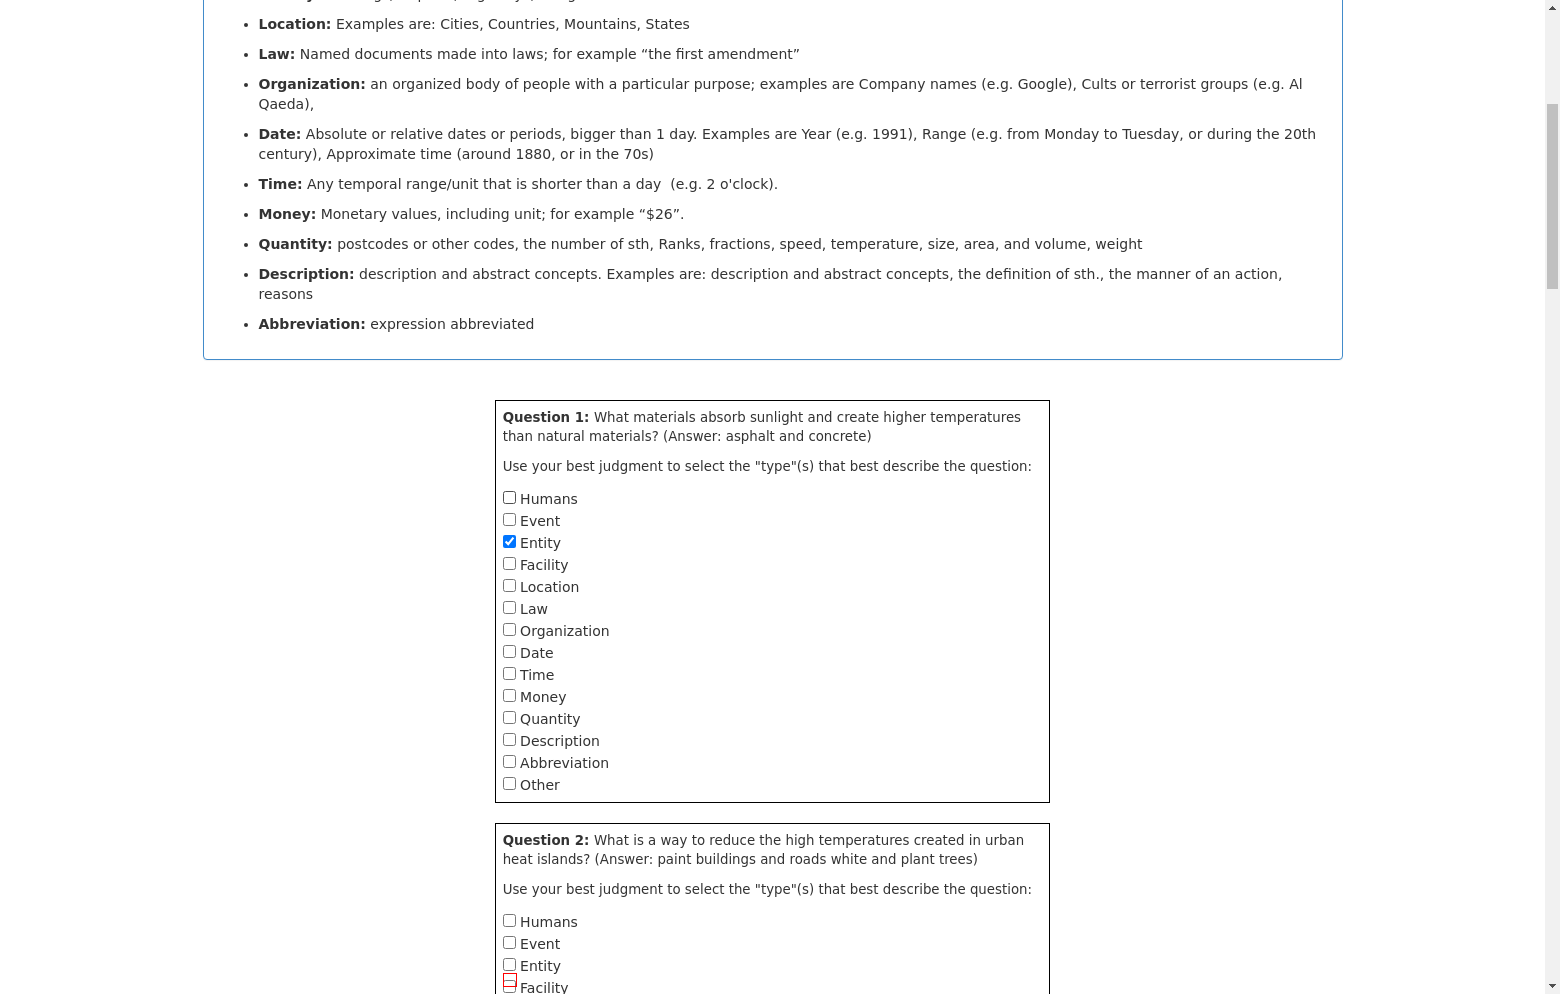 Location: Examples are: Cities, Countries, Mountains, States
Law: Named documents made into laws; for example “the first amendment”
Organization: an organized body of people with a particular purpose; examples are Company names (e.g. Google), Cults or terrorist groups (e.g. Al
Qaeda),
Date: Absolute or relative dates or periods, bigger than 1 day. Examples are Year (e.g. 1991), Range (e.g. from Monday to Tuesday, or during the 20th
century), Approximate time (around 1880, or in the 70s)
Time: Any temporal range/unit that is shorter than a day  (e.g. 2 o'clock).
Money: Monetary values, including unit; for example “$26”.
Quantity: postcodes or other codes, the number of sth, Ranks, fractions, speed, temperature, size, area, and volume, weight
Description: description and abstract concepts. Examples are: description and abstract concepts, the definition of sth., the manner of an action,
reasons
Abbreviation: expression abbreviated
Question 1: What materials absorb sunlight and create higher temperatures
than natural materials? (Answer: asphalt and concrete)
Use your best judgment to select the "type"(s) that best describe the question:
Humans
Event
Entity
Facility
Location
Law
Organization
Date
Time
Money
Quantity
Description
Abbreviation
Other
Question 2: What is a way to reduce the high temperatures created in urban
heat islands? (Answer: paint buildings and roads white and plant trees)
Use your best judgment to select the "type"(s) that best describe the question:
Humans
Event
Entity
Facility